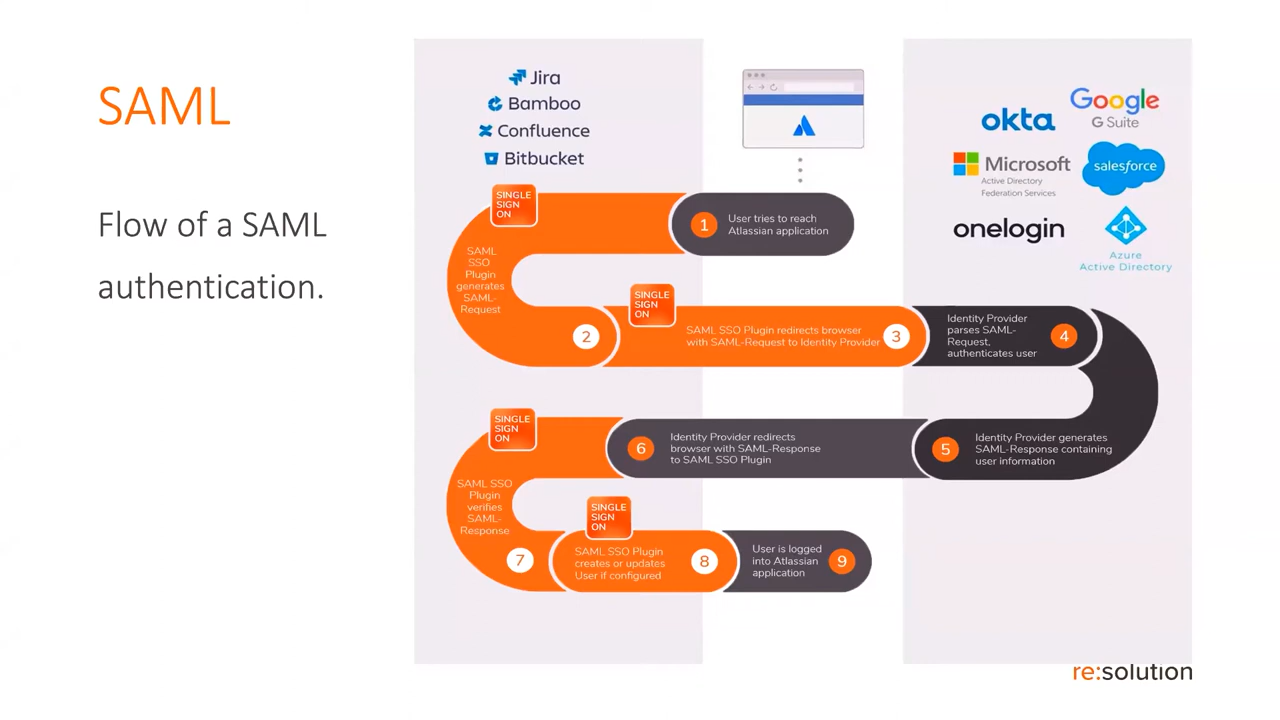 SAML
Flow of a SAML
authentication.
Jira
Bamboo
Confluence
Bitbucket
okta
Google
G Suite
Microsoft
Active Directory
Federation Services
salesforce
onelogin
Azure
Active Directory
SINGLE
SIGN
ON
1
User tries to reach
Atlassian application
SAML
SSO
Plugin
generates
SAML-
Request
2
SINGLE
SIGN
ON
SAML SSO Plugin redirects browser
with SAML-Request to Identity Provider
3
Identity Provider
parses SAML-
Request,
authenticates user
4
5
Identity Provider generates
SAML-Response containing
user information
6
Identity Provider redirects
browser with SAML-Response
to SAML SSO Plugin
SINGLE
SIGN
ON
SAML SSO
Plugin
verifies
SAML-
Response
7
SINGLE
SIGN
ON
SAML SSO Plugin
creates or updates
User if configured
8
User is logged
into Atlassian
application
9
re:solution